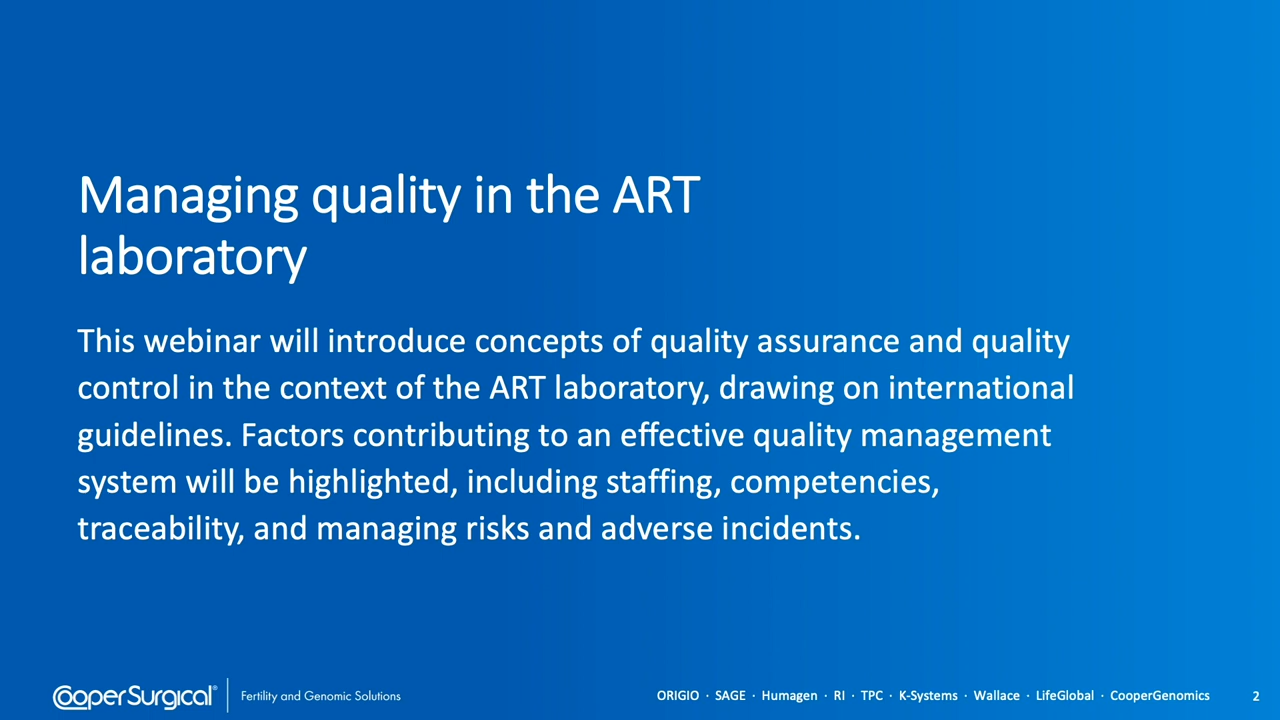 Managing quality in the ART
laboratory
This webinar will introduce concepts of quality assurance and quality
control in the context of the ART laboratory, drawing on international
guidelines. Factors contributing to an effective quality management
system will be highlighted, including staffing, competencies,
traceability, and managing risks and adverse incidents.
CooperSurgical® Fertility and Genomic Solutions ORIGIO · SAGE · Humagen · RI · TPC · K-Systems · Wallace · LifeGlobal · CooperGenomics 2